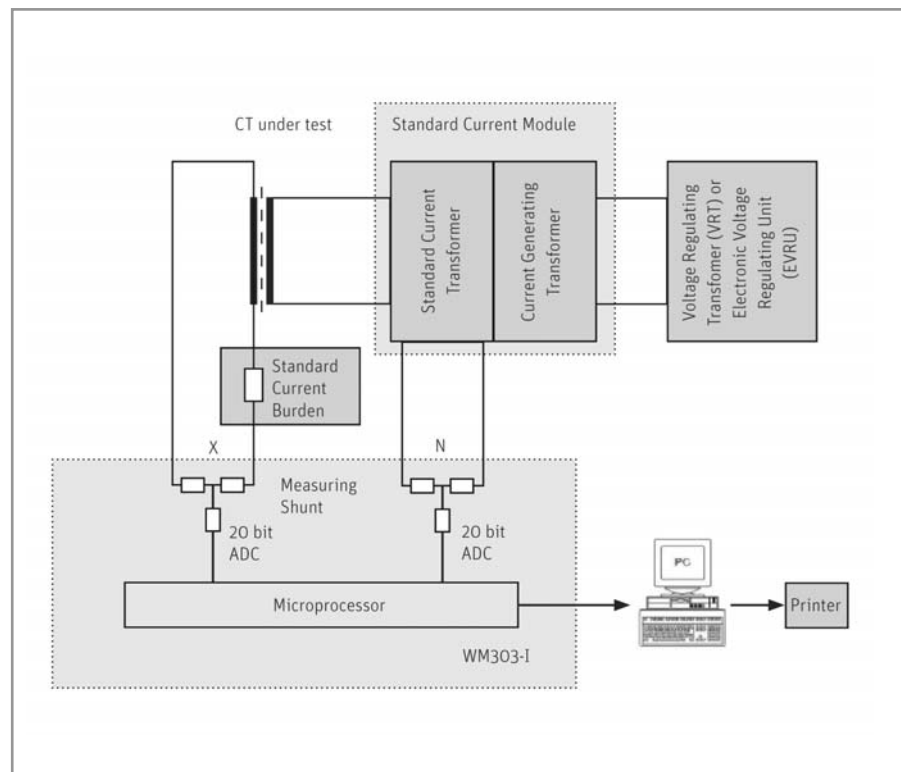 CT under test
Standard Current Module
Standard Current
Transformer
Current Generating
Transformer
Voltage Regulating
Transfomer (VRT) or
Electronic Voltage
Regulating Unit
(EVRU)
Standard
Current
Burden
X
N
Measuring
Shunt
20 bit
ADC
20 bit
ADC
Microprocessor
PC
Printer
WM303-I